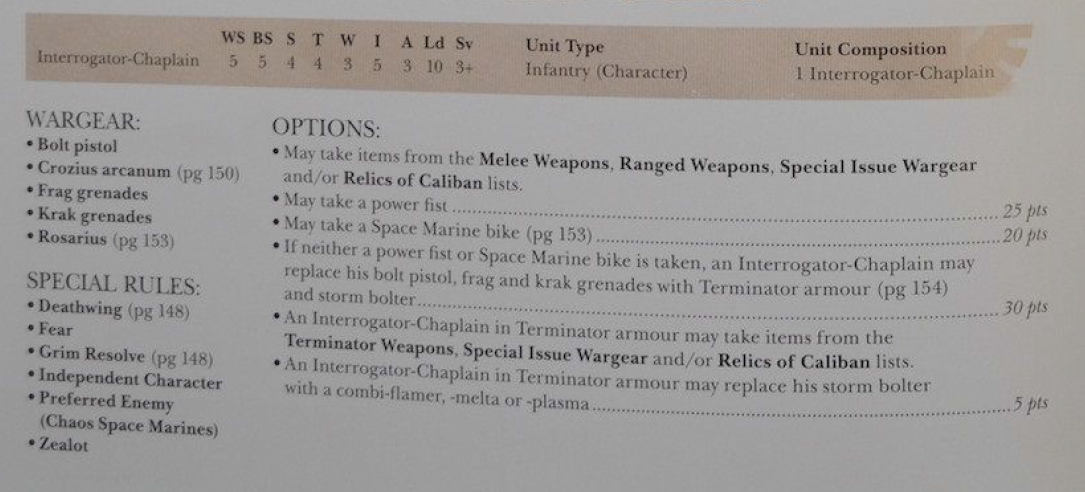 WS BS S T W I A Ld Sv Unit Type Unit Composition
Interrogator-Chaplain 5 5 4 4 3 5 3 10 3+ Infantry (Character) 1 Interrogator-Chaplain
WARGEAR:
• Bolt pistol
• Crozius arcanum (pg 150)
• Frag grenades
• Krak grenades
• Rosarius (pg 153)
SPECIAL RULES:
• Deathwing (pg 148)
• Fear
• Grim Resolve (pg 148)
• Independent Character
• Preferred Enemy
(Chaos Space Marines)
• Zealot
OPTIONS:
• May take items from the Melee Weapons, Ranged Weapons, Special Issue Wargear
and/or Relics of Caliban lists.
• May take a power fist ........ 25 pts
• May take a Space Marine bike (pg 153) ........ 20 pts
• If neither a power fist or Space Marine bike is taken, an Interrogator-Chaplain may
replace his bolt pistol, frag and krak grenades with Terminator armour (pg 154)
and storm bolter ........ 30 pts
• An Interrogator-Chaplain in Terminator armour may take items from the
Terminator Weapons, Special Issue Wargear and/or Relics of Caliban lists.
• An Interrogator-Chaplain in Terminator armour may replace his storm bolter
with a combi-flamer, -melta or -plasma ........ 5 pts